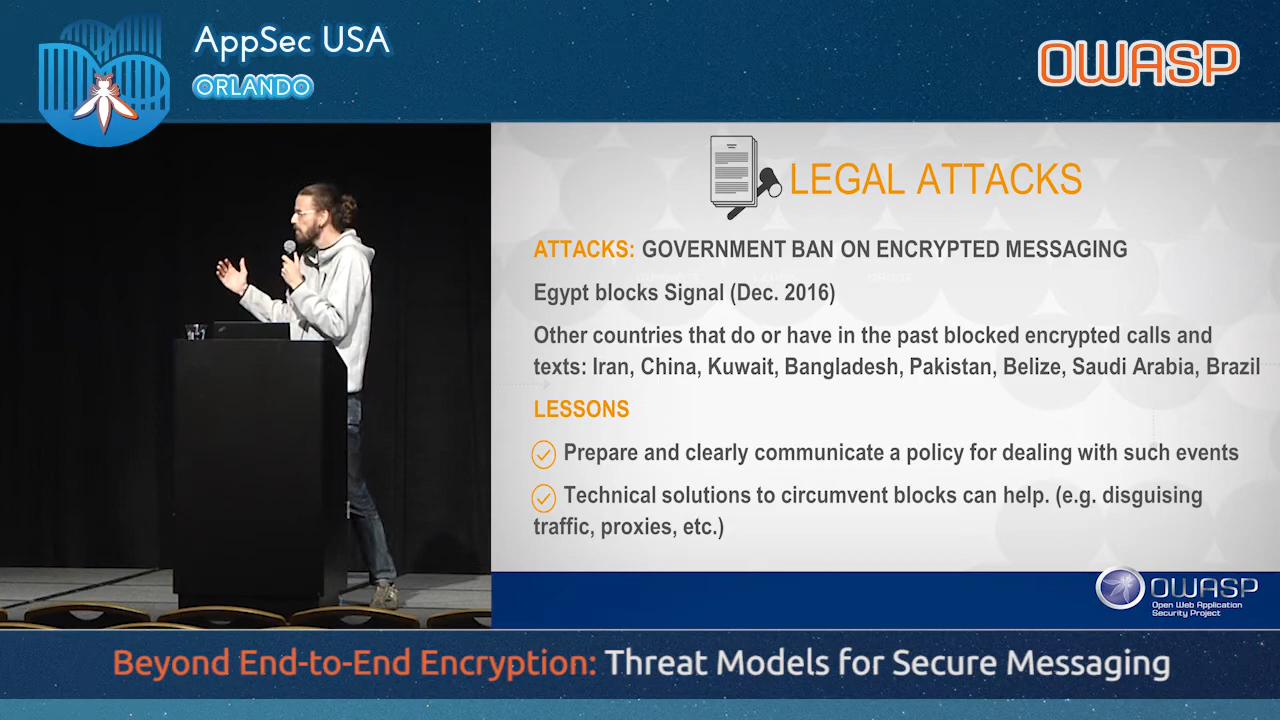 AppSec USA
ORLANDO
OWASP
LEGAL ATTACKS
ATTACKS: GOVERNMENT BAN ON ENCRYPTED MESSAGING
Egypt blocks Signal (Dec. 2016)
Other countries that do or have in the past blocked encrypted calls and
texts: Iran, China, Kuwait, Bangladesh, Pakistan, Belize, Saudi Arabia, Brazil
LESSONS
Prepare and clearly communicate a policy for dealing with such events
Technical solutions to circumvent blocks can help. (e.g. disguising
traffic, proxies, etc.)
OWASP
Open Web Application
Security Project
Beyond End-to-End Encryption: Threat Models for Secure Messaging